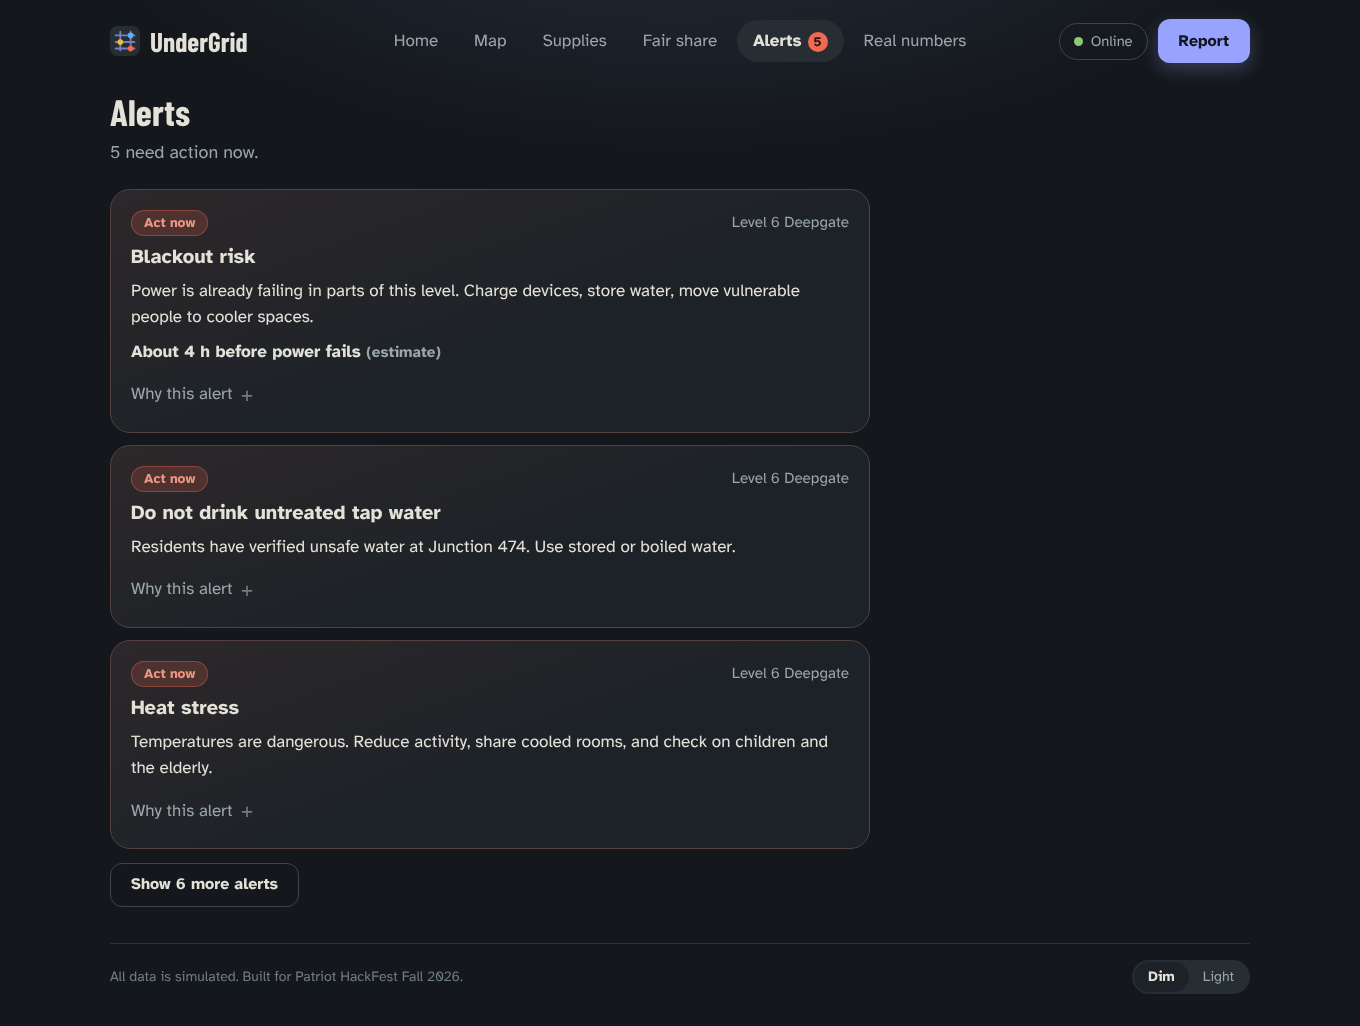 UnderGrid
Home
Map
Supplies
Fair share
Alerts 5
Real numbers
Online
Report
Alerts
5 need action now.
Act now
Level 6 Deepgate
Blackout risk
Power is already failing in parts of this level. Charge devices, store water, move vulnerable
people to cooler spaces.
About 4 h before power fails (estimate)
Why this alert +
Act now
Level 6 Deepgate
Do not drink untreated tap water
Residents have verified unsafe water at Junction 474. Use stored or boiled water.
Why this alert +
Act now
Level 6 Deepgate
Heat stress
Temperatures are dangerous. Reduce activity, share cooled rooms, and check on children and
the elderly.
Why this alert +
Show 6 more alerts
All data is simulated. Built for Patriot HackFest Fall 2026.
Dim
Light